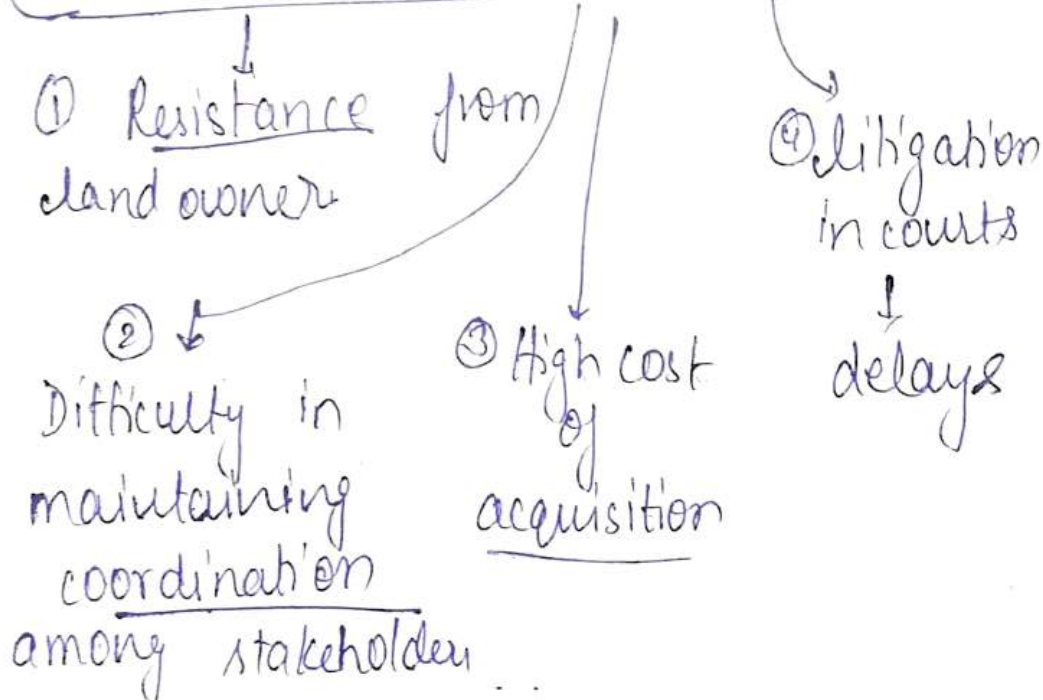 ① Resistance from
land owner
②
Difficulty in
maintaining
coordination
among stakeholders
③ High cost
of
acquisition
④ litigation
in courts
delays